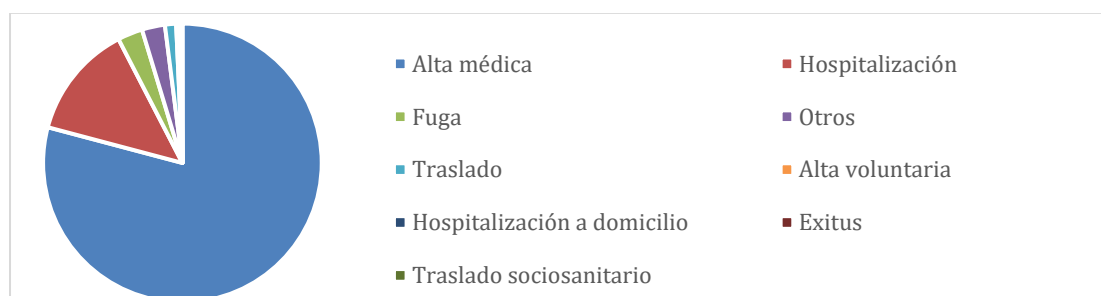 Alta médica
Hospitalización
Fuga
Otros
Traslado
Alta voluntaria
Hospitalización a domicilio
Exitus
Traslado sociosanitario